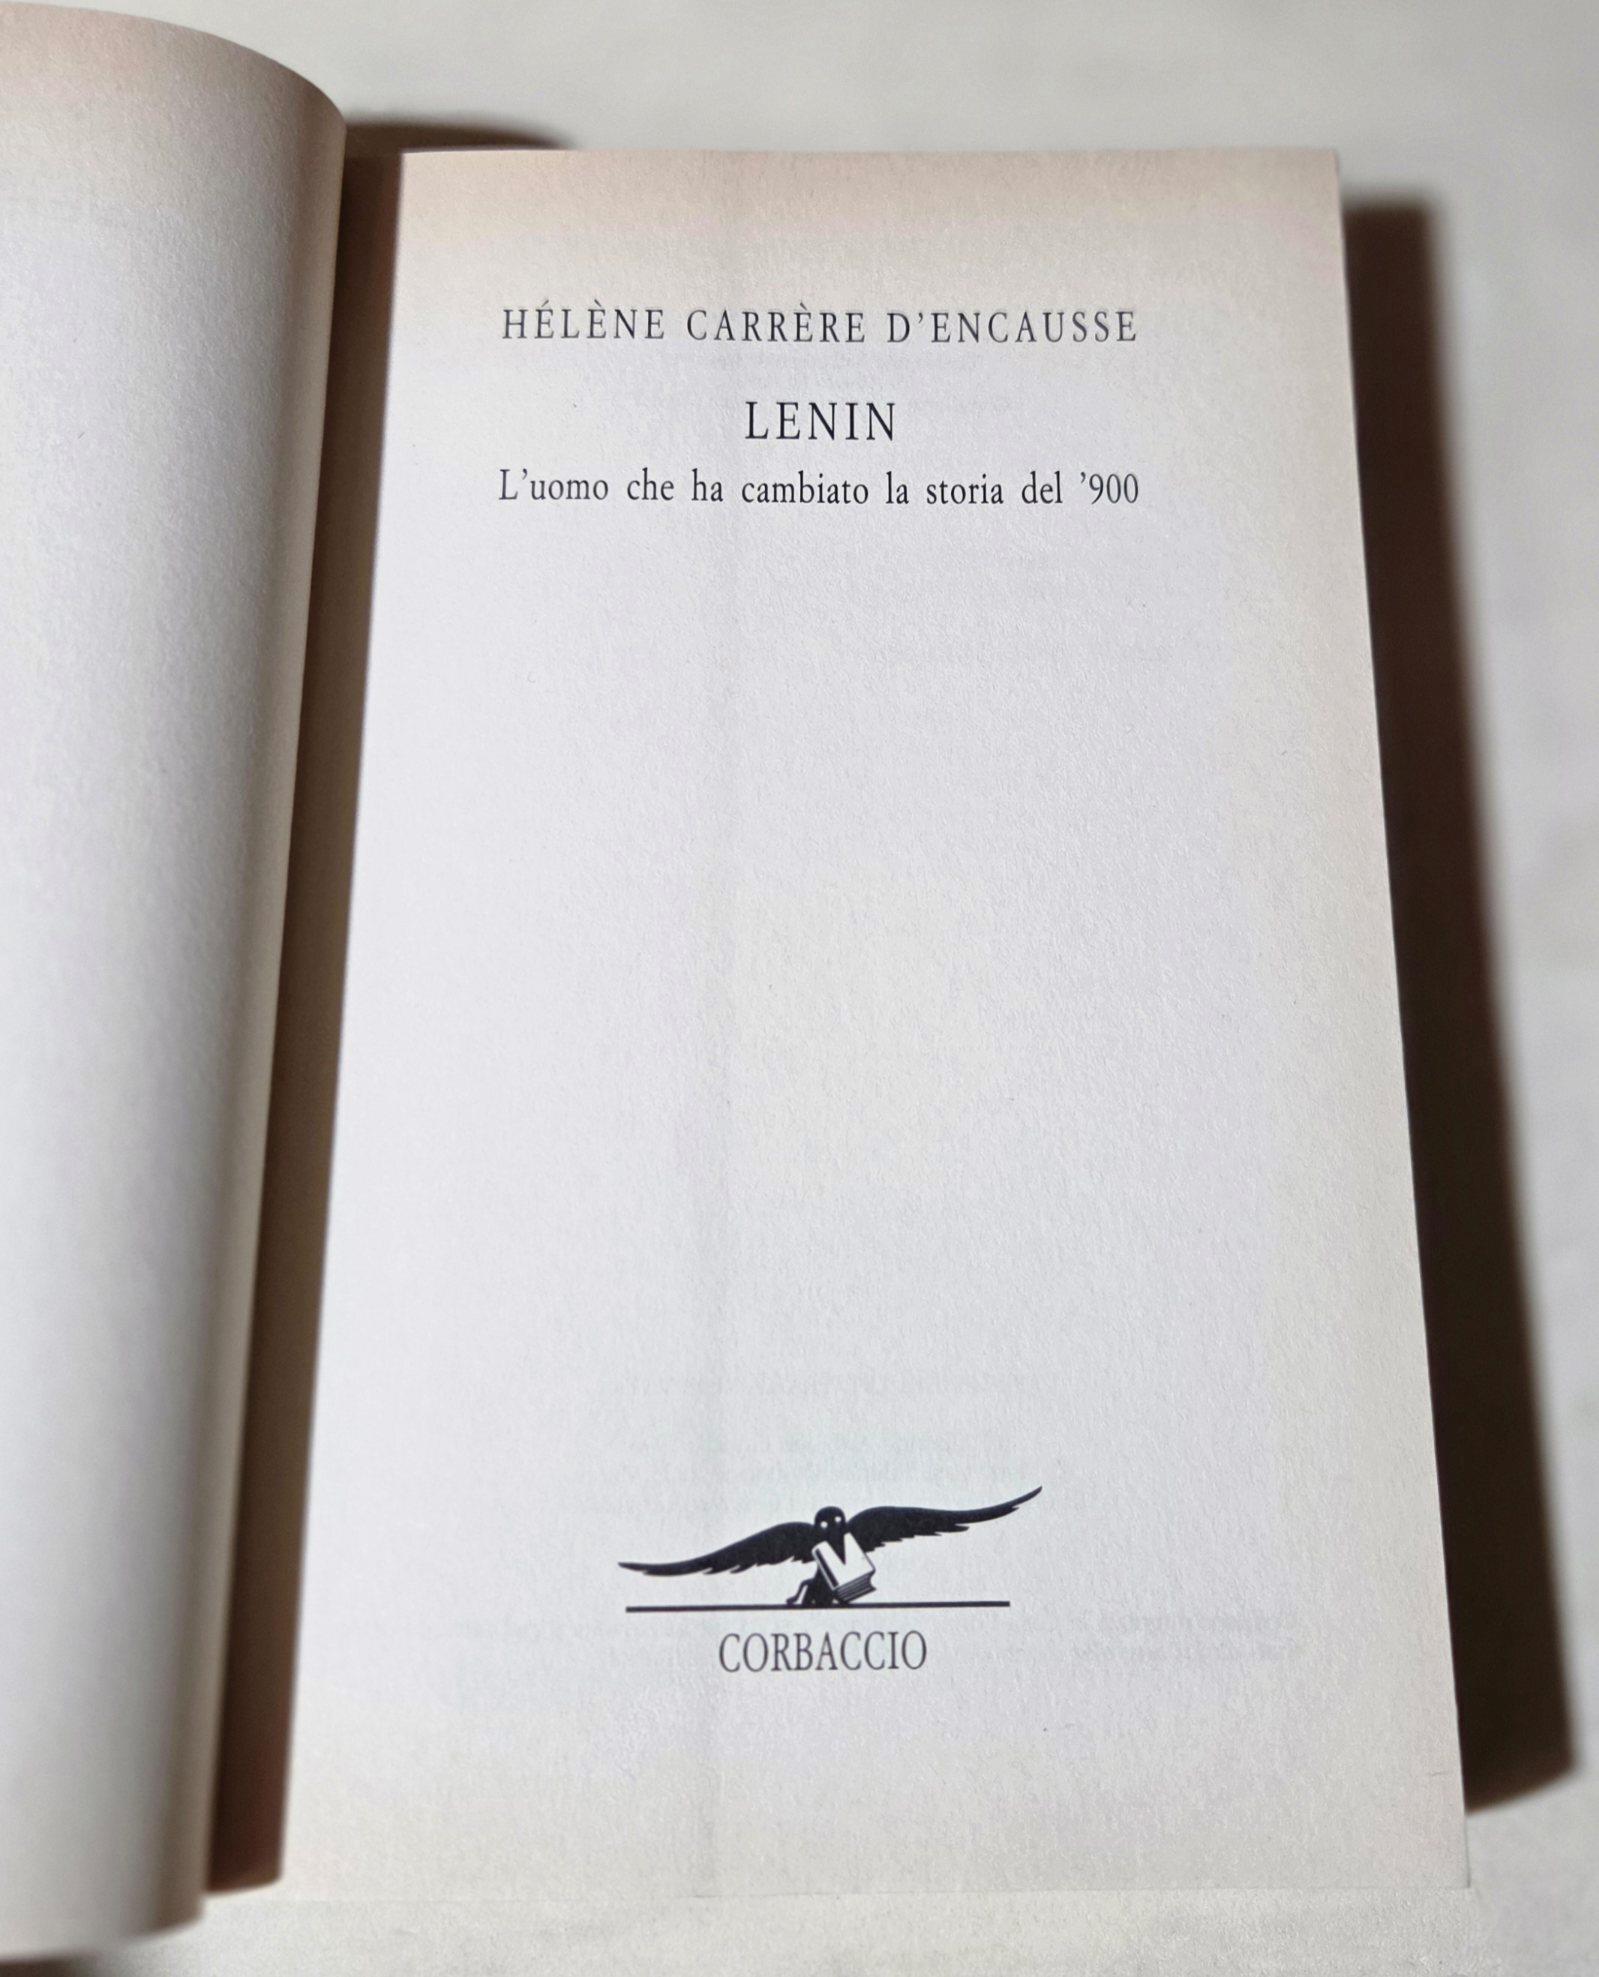 HÉLÈNE CARRÈRE D'ENCAUSSE
LENIN
L'uomo che ha cambiato la storia del '900
CORBACCIO